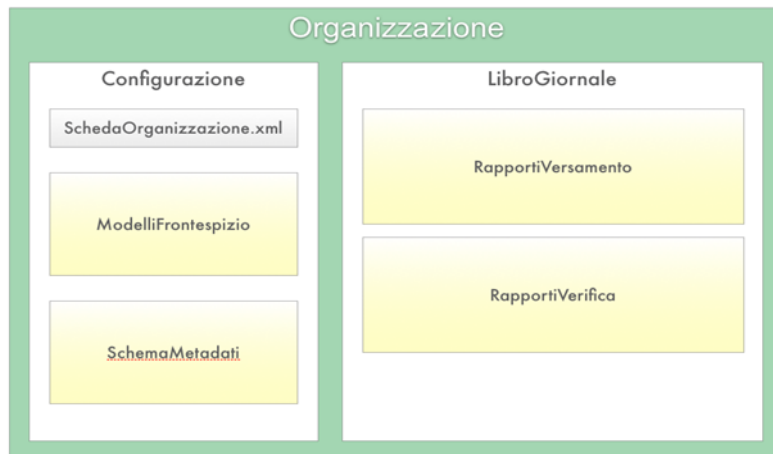 Organizzazione
Configurazione
SchedaOrganizzazione.xml
ModelliFrontespizio
SchemaMetadati
LibroGiornale
RapportiVersamento
RapportiVerifica